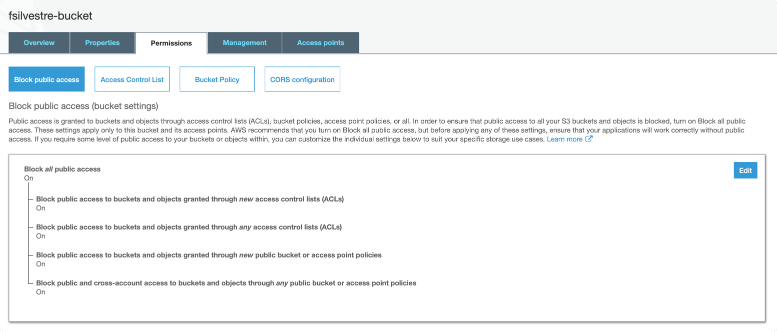 fsilvestre-bucket
Overview
Properties
Permissions
Management
Access points
Block public access
Access Control List
Bucket Policy
CORS configuration
Block public access (bucket settings)
Public access is granted to buckets and objects through access control lists (ACLs), bucket policies, access point policies, or all. In order to ensure that public access to all your S3 buckets and objects is blocked, turn on Block all public
access. These settings apply only to this bucket and its access points. AWS recommends that you turn on Block all public access, but before applying any of these settings, ensure that your applications will work correctly without public
access. If you require some level of public access to your buckets or objects within, you can customize the individual settings below to suit your specific storage use cases. Learn more
Block all public access
Edit
On
Block public access to buckets and objects granted through new access control lists (ACLs)
On
Block public access to buckets and objects granted through any access control lists (ACLs)
On
Block public access to buckets and objects granted through new public bucket or access point policies
On
Block public and cross-account access to buckets and objects through any public bucket or access point policies
On